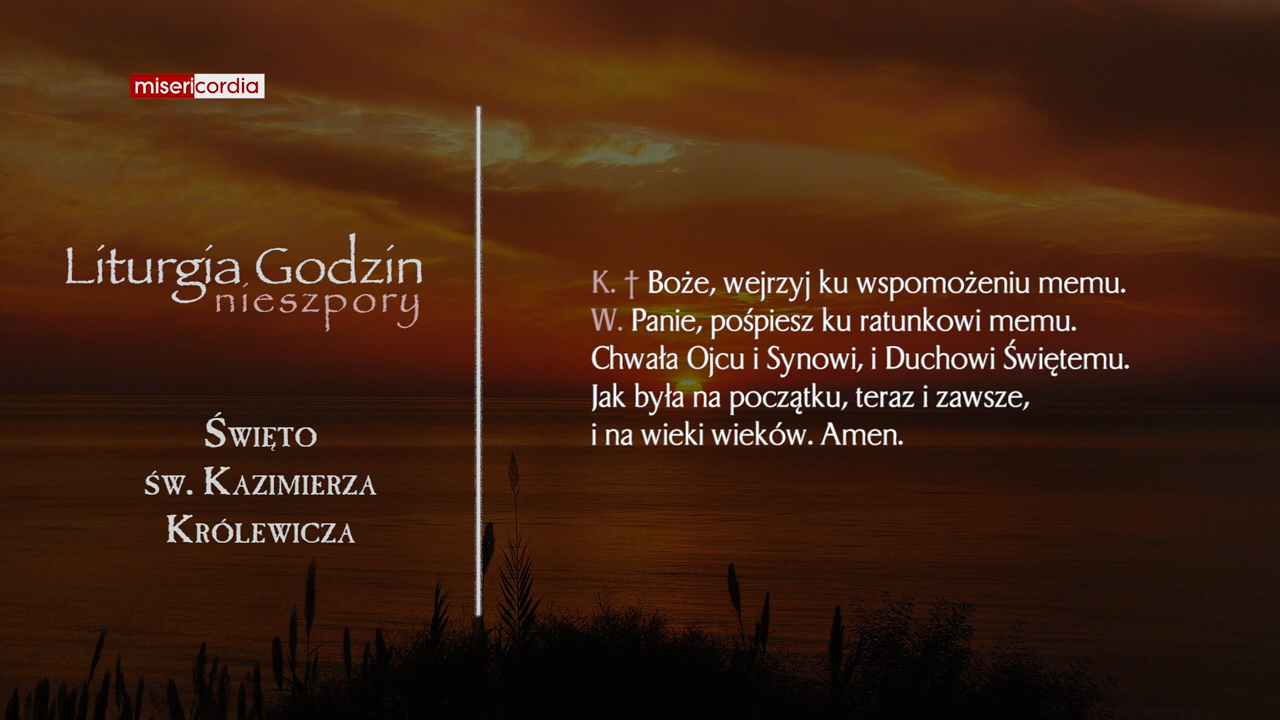 misericordia
Liturgia Godzin
nieszpory
Święto
św. Kazimierza
Królewicza
K. † Boże, wejrzyj ku wspomożeniu memu.
W. Panie, pośpiesz ku ratunkowi memu.
Chwała Ojcu i Synowi, i Duchowi Świętemu.
Jak była na początku, teraz i zawsze,
i na wieki wieków. Amen.